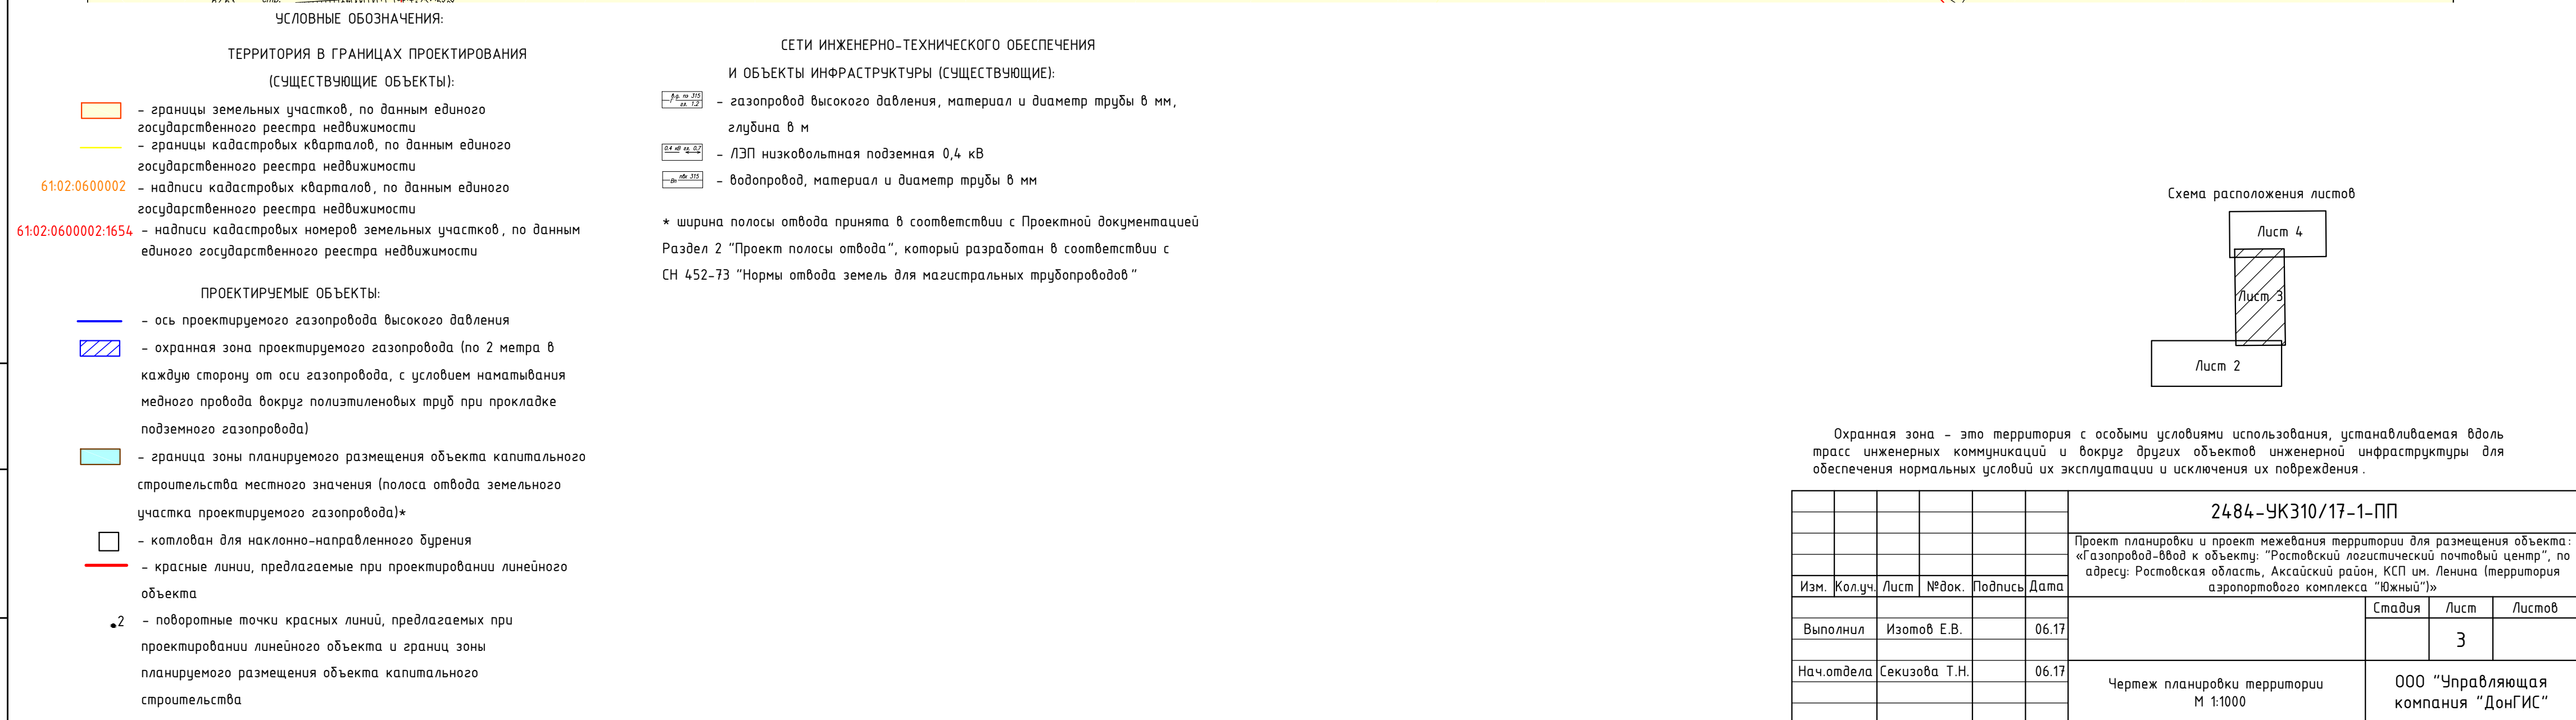 УСЛОВНЫЕ ОБОЗНАЧЕНИЯ:
ТЕРРИТОРИЯ В ГРАНИЦАХ ПРОЕКТИРОВАНИЯ
(СУЩЕСТВУЮЩИЕ ОБЪЕКТЫ):
- границы земельных участков, по данным единого
государственного реестра недвижимости
- границы кадастровых кварталов, по данным единого
государственного реестра недвижимости
61:02:0600002 - надписи кадастровых кварталов, по данным единого
государственного реестра недвижимости
61:02:0600002:1654 - надписи кадастровых номеров земельных участков, по данным
единого государственного реестра недвижимости
ПРОЕКТИРУЕМЫЕ ОБЪЕКТЫ:
- ось проектируемого газопровода высокого давления
- охранная зона проектируемого газопровода (по 2 метра в
каждую сторону от оси газопровода, с условием наматывания
медного провода вокруг полиэтиленовых труб при прокладке
подземного газопровода)
- граница зоны планируемого размещения объекта капитального
строительства местного значения (полоса отвода земельного
участка проектируемого газопровода)*
- котлован для наклонно-направленного бурения
- красные линии, предлагаемые при проектировании линейного
объекта
2 - поворотные точки красных линий, предлагаемых при
проектировании линейного объекта и границ зоны
планируемого размещения объекта капитального
строительства
СЕТИ ИНЖЕНЕРНО-ТЕХНИЧЕСКОГО ОБЕСПЕЧЕНИЯ
И ОБЪЕКТЫ ИНФРАСТРУКТУРЫ (СУЩЕСТВУЮЩИЕ):
- газопровод высокого давления, материал и диаметр трубы в мм,
глубина в м
0.4 кВ гл. 0,7 - ЛЭП низковольтная подземная 0,4 кВ
Вп пвх 315 - водопровод, материал и диаметр трубы в мм
* ширина полосы отвода принята в соответствии с Проектной документацией
Раздел 2 "Проект полосы отвода", который разработан в соответствии с
СН 452-73 "Нормы отвода земель для магистральных трубопроводов"
Схема расположения листов
Лист 4
Лист 3
Лист 2
Охранная зона - это территория с особыми условиями использования, устанавливаемая вдоль
трасс инженерных коммуникаций и вокруг других объектов инженерной инфраструктуры для
обеспечения нормальных условий их эксплуатации и исключения их повреждения.
2484-УК310/17-1-ПП
Проект планировки и проект межевания территории для размещения объекта:
«Газопровод-ввод к объекту: "Ростовский логистический почтовый центр", по
адресу: Ростовская область, Аксайский район, КСП им. Ленина (территория
аэропортового комплекса "Южный")»
Изм. Кол.уч. Лист №док. Подпись Дата
Стадия Лист Листов
Выполнил Изотов Е.В. 06.17
3
Нач.отдела Секизова Т.Н. 06.17
Чертеж планировки территории
М 1:1000
ООО "Управляющая
компания "ДонГИС"